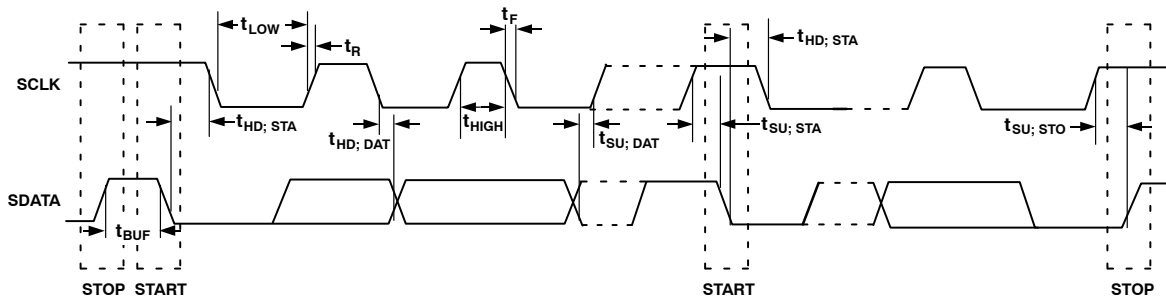 tLOW
tR
tF
tHD; STA
SCLK
tHD; STA
tHD; DAT
tHIGH
tSU; DAT
tSU; STA
tSU; STO
SDATA
tBUF
STOP
START
START
STOP